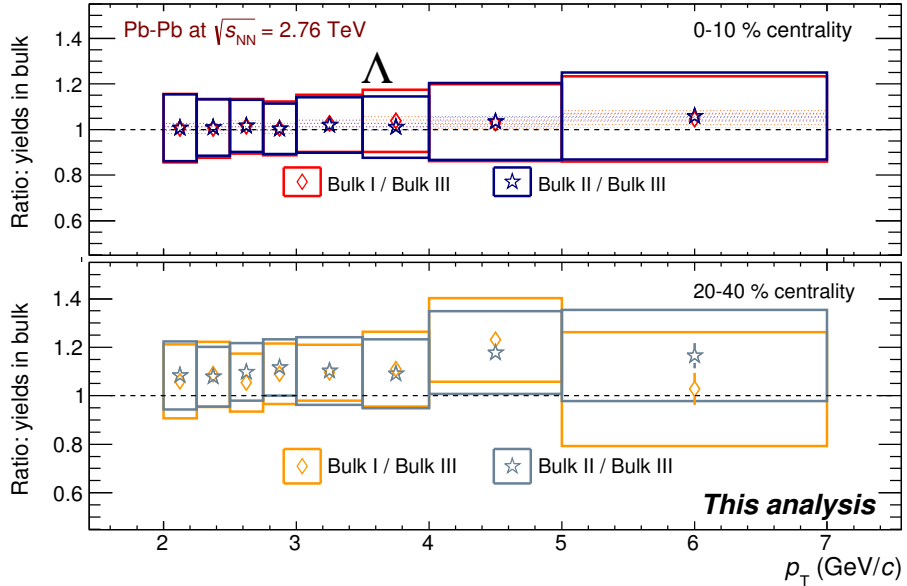 Pb-Pb at √s_NN = 2.76 TeV
0-10 % centrality
Λ
Ratio: yields in bulk
1.4
1.2
1
0.8
0.6
Bulk I / Bulk III
Bulk II / Bulk III
20-40 % centrality
Ratio: yields in bulk
1.4
1.2
1
0.8
0.6
Bulk I / Bulk III
Bulk II / Bulk III
This analysis
2 3 4 5 6 7
p_T (GeV/c)